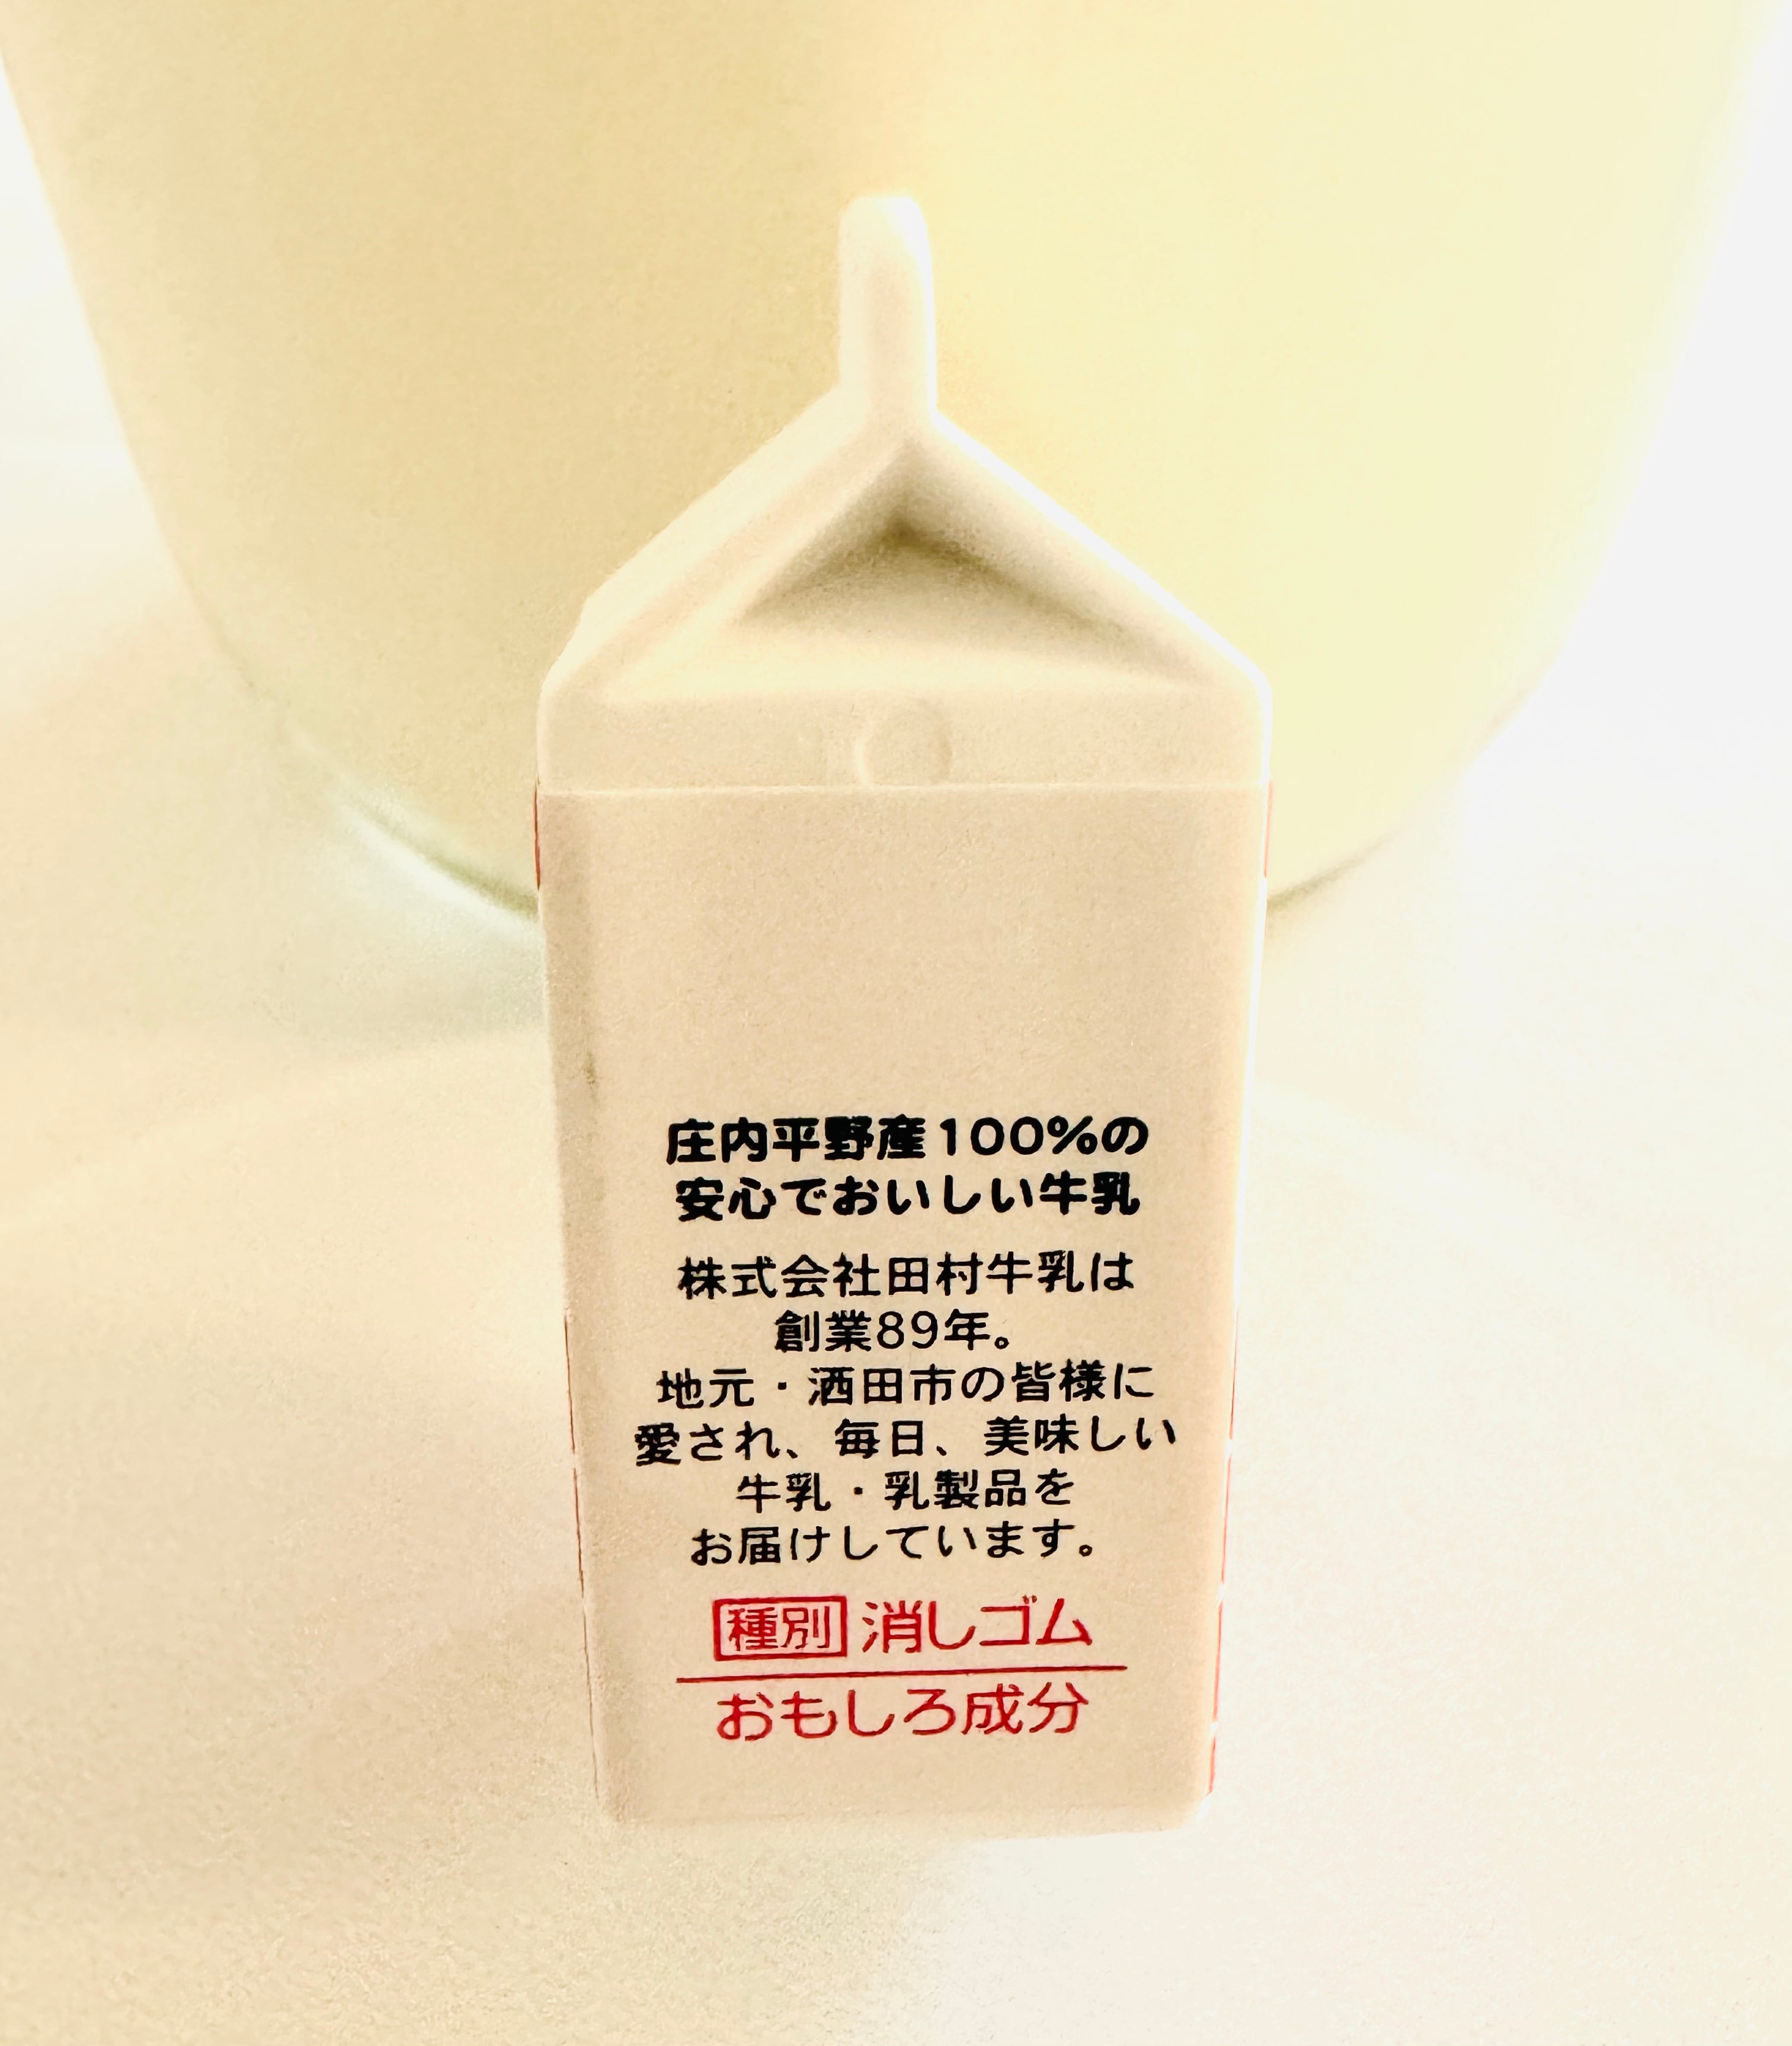 庄内平野産100%の
安心でおいしい牛乳
株式会社田村牛乳は
創業89年。
地元・酒田市の皆様に
愛され、毎日、美味しい
牛乳・乳製品を
お届けしています。
種別 消しゴム
おもしろ成分